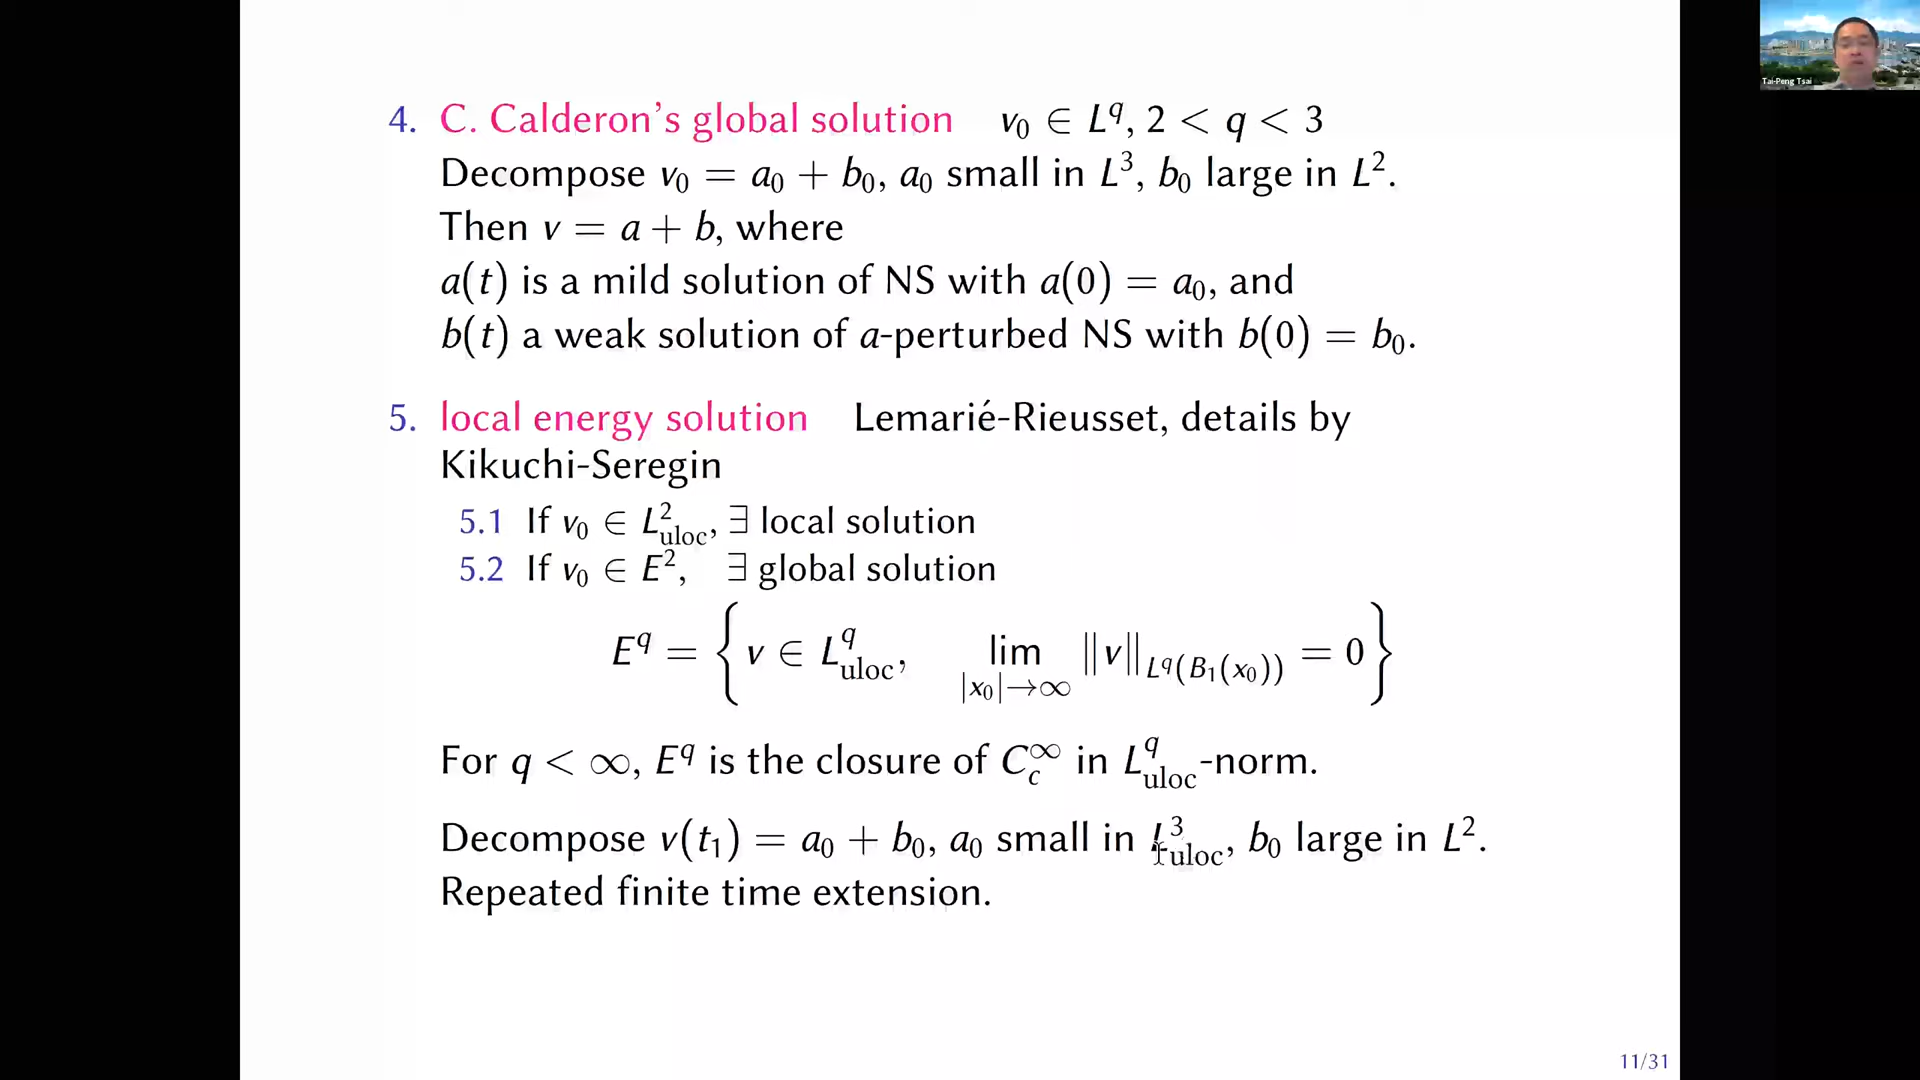 Tai-Peng Tsai
4. C. Calderon's global solution v₀ ∈ L^q, 2 < q < 3
Decompose v₀ = a₀ + b₀, a₀ small in L³, b₀ large in L².
Then v = a + b, where
a(t) is a mild solution of NS with a(0) = a₀, and
b(t) a weak solution of a-perturbed NS with b(0) = b₀.
5. local energy solution Lemarié-Rieusset, details by
Kikuchi-Seregin
5.1 If v₀ ∈ L²_uloc, ∃ local solution
5.2 If v₀ ∈ E², ∃ global solution
E^q = { v ∈ L^q_uloc, lim_{|x₀|→∞} ‖v‖_{L^q(B₁(x₀))} = 0 }
For q < ∞, E^q is the closure of C_c^∞ in L^q_uloc-norm.
Decompose v(t₁) = a₀ + b₀, a₀ small in L³_uloc, b₀ large in L².
Repeated finite time extension.
11/31